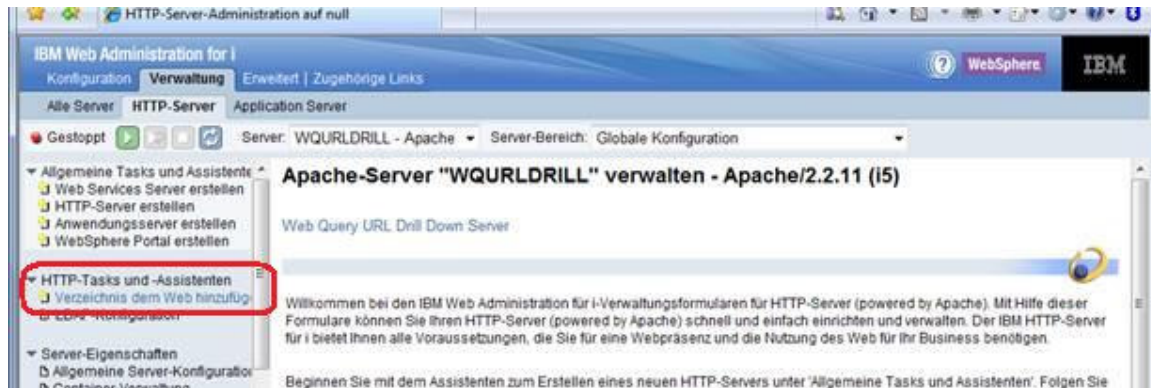 HTTP-Server-Administration auf null
IBM Web Administration for i
Konfiguration Verwaltung Erweitert | Zugehörige Links
WebSphere.
IBM
Alle Server HTTP-Server Application Server
Gestoppt Server: WQURLDRILL - Apache Server-Bereich: Globale Konfiguration
Allgemeine Tasks und Assistente
Web Services Server erstellen
HTTP-Server erstellen
Anwendungsserver erstellen
WebSphere Portal erstellen
HTTP-Tasks und -Assistenten
Verzeichnis dem Web hinzufüg
LDAP-Konfiguration
Server-Eigenschaften
Allgemeine Server-Konfiguratio
Container-Verwaltung
Apache-Server "WQURLDRILL" verwalten - Apache/2.2.11 (i5)
Web Query URL Drill Down Server
Willkommen bei den IBM Web Administration für i-Verwaltungsformularen für HTTP-Server (powered by Apache). Mit Hilfe dieser
Formulare können Sie Ihren HTTP-Server (powered by Apache) schnell und einfach einrichten und verwalten. Der IBM HTTP-Server
für i bietet Ihnen alle Voraussetzungen, die Sie für eine Webpräsenz und die Nutzung des Web für Ihr Business benötigen.
Beginnen Sie mit dem Assistenten zum Erstellen eines neuen HTTP-Servers unter 'Allgemeine Tasks und Assistenten'. Folgen Sie